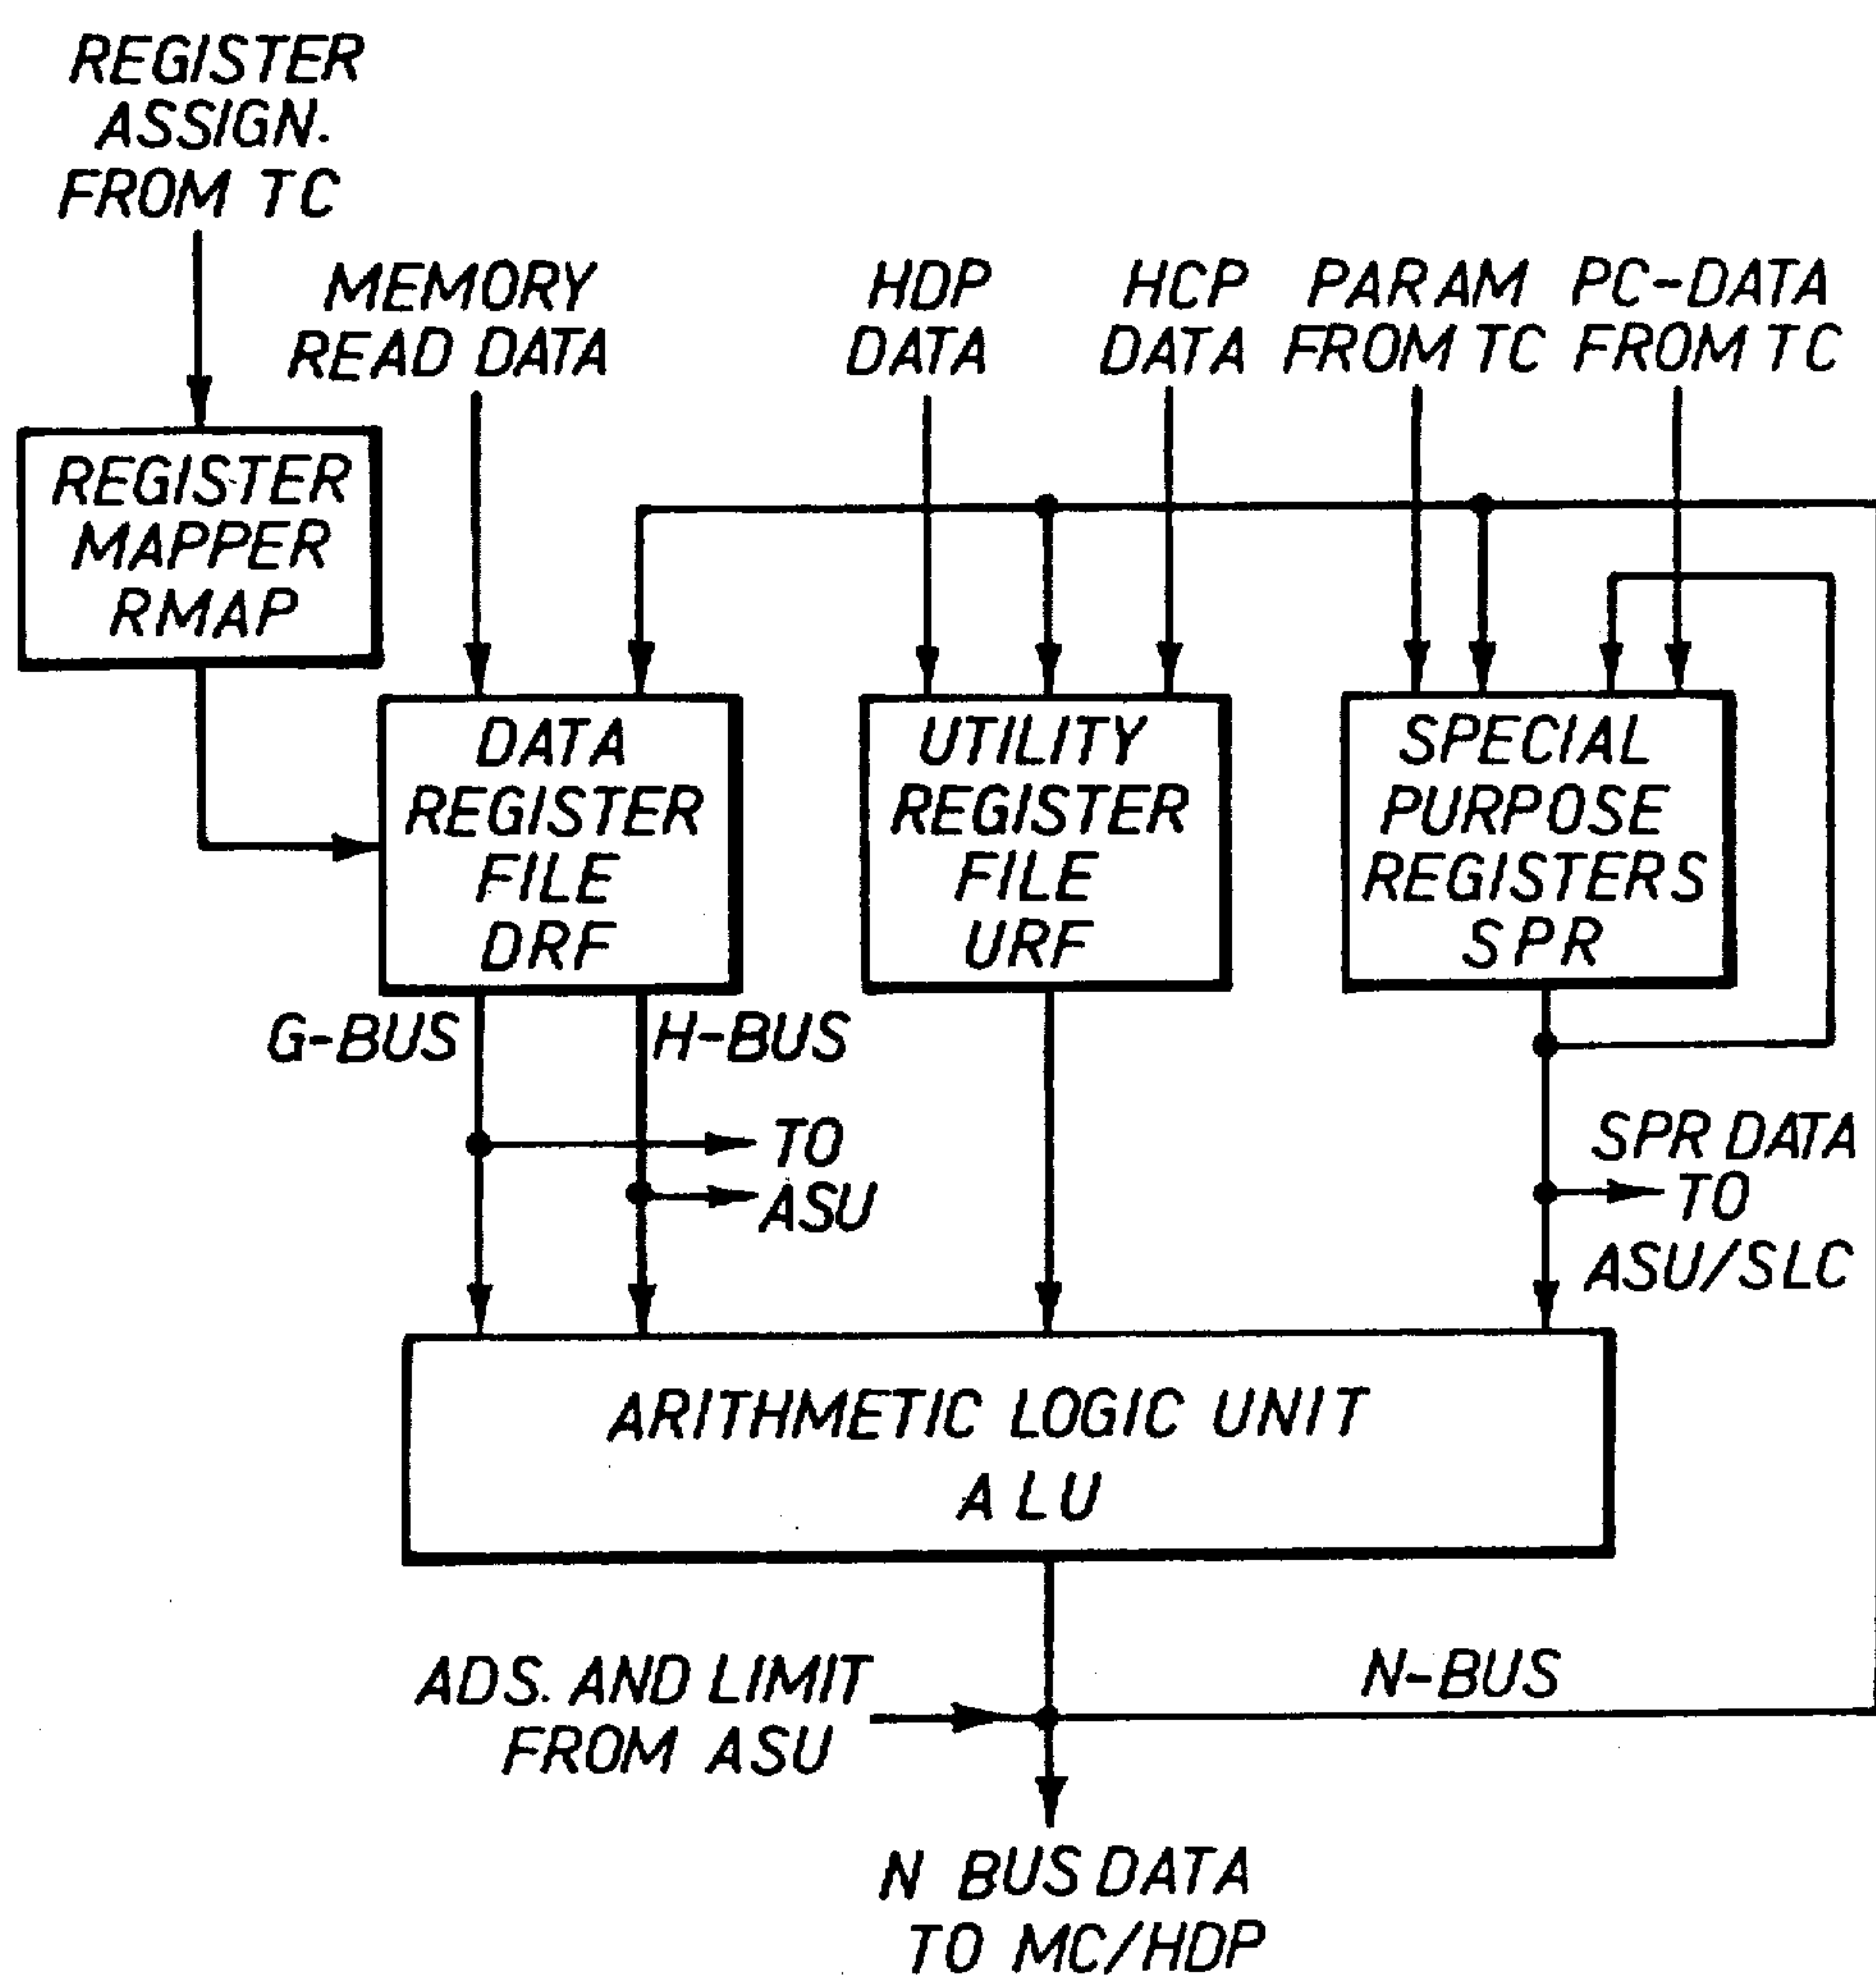 REGISTER
ASSIGN.
FROM TC
MEMORY
READ DATA
HDP
DATA
HCP
DATA
PARAM
FROM TC
PC-DATA
FROM TC
REGISTER
MAPPER
RMAP
DATA
REGISTER
FILE
DRF
UTILITY
REGISTER
FILE
URF
SPECIAL
PURPOSE
REGISTERS
SPR
G-BUS
H-BUS
TO
ASU
SPR DATA
TO
ASU/SLC
ARITHMETIC LOGIC UNIT
ALU
ADS. AND LIMIT
FROM ASU
N-BUS
N BUS DATA
TO MC/HDP